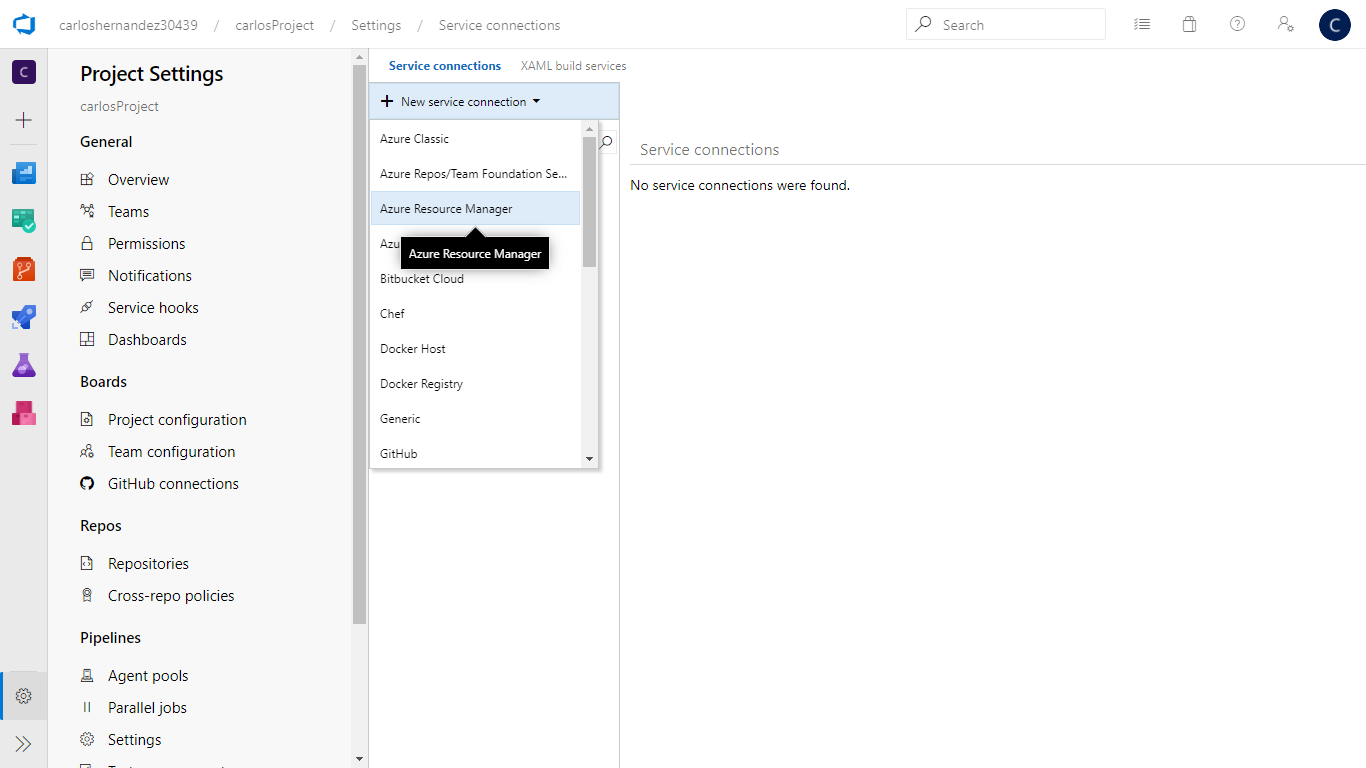 carloshernandez30439 / carlosProject / Settings / Service connections
Search
C
C
Project Settings
carlosProject
General
Overview
Teams
Permissions
Notifications
Service hooks
Dashboards
Boards
Project configuration
Team configuration
GitHub connections
Repos
Repositories
Cross-repo policies
Pipelines
Agent pools
Parallel jobs
Settings
Service connections
XAML build services
New service connection
Azure Classic
Azure Repos/Team Foundation Se...
Azure Resource Manager
Azure Resource Manager
Bitbucket Cloud
Chef
Docker Host
Docker Registry
Generic
GitHub
Service connections
No service connections were found.